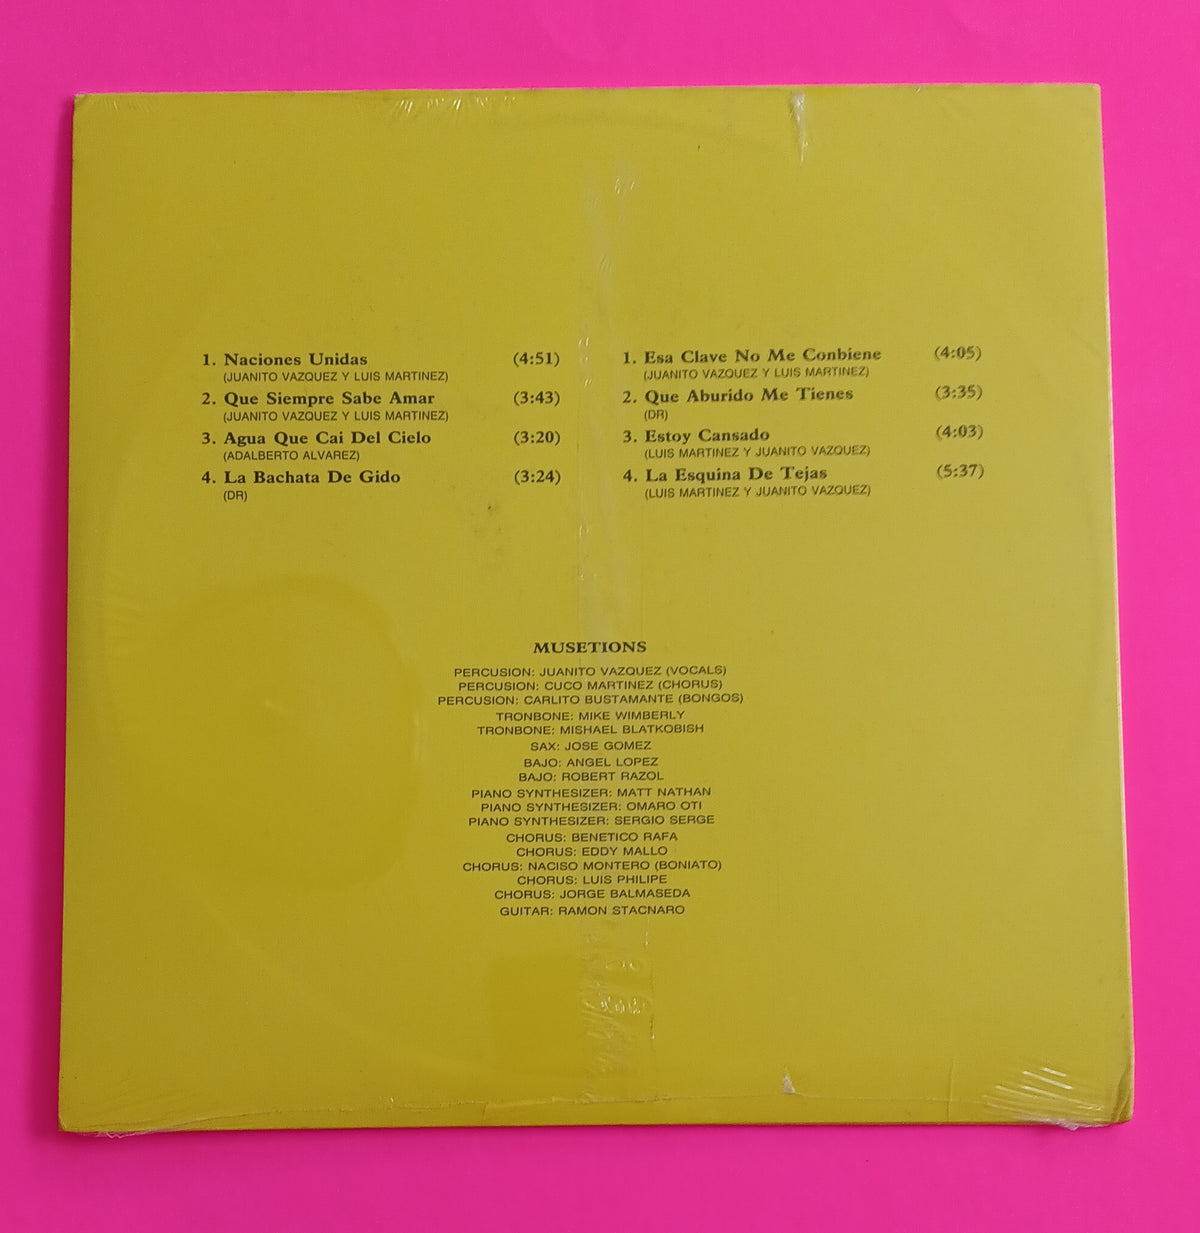 1. Naciones Unidas (4:51)
(JUANITO VAZQUEZ Y LUIS MARTINEZ)
2. Que Siempre Sabe Amar (3:43)
(JUANITO VAZQUEZ Y LUIS MARTINEZ)
3. Agua Que Cai Del Cielo (3:20)
(ADALBERTO ALVAREZ)
4. La Bachata De Gido (3:24)
(DR)
1. Esa Clave No Me Conbiene (4:05)
(JUANITO VAZQUEZ Y LUIS MARTINEZ)
2. Que Aburido Me Tienes (3:35)
(DR)
3. Estoy Cansado (4:03)
(LUIS MARTINEZ Y JUANITO VAZQUEZ)
4. La Esquina De Tejas (5:37)
(LUIS MARTINEZ Y JUANITO VAZQUEZ)
MUSETIONS
PERCUSION: JUANITO VAZQUEZ (VOCALS)
PERCUSION: CUCO MARTINEZ (CHORUS)
PERCUSION: CARLITO BUSTAMANTE (BONGOS)
TRONBONE: MIKE WIMBERLY
TRONBONE: MISHAEL BLATKOBISH
SAX: JOSE GOMEZ
BAJO: ANGEL LOPEZ
BAJO: ROBERT RAZOL
PIANO SYNTHESIZER: MATT NATHAN
PIANO SYNTHESIZER: OMARO OTI
PIANO SYNTHESIZER: SERGIO SERGE
CHORUS: BENETICO RAFA
CHORUS: EDDY MALLO
CHORUS: NACISO MONTERO (BONIATO)
CHORUS: LUIS PHILIPE
CHORUS: JORGE BALMASEDA
GUITAR: RAMON STACNARO